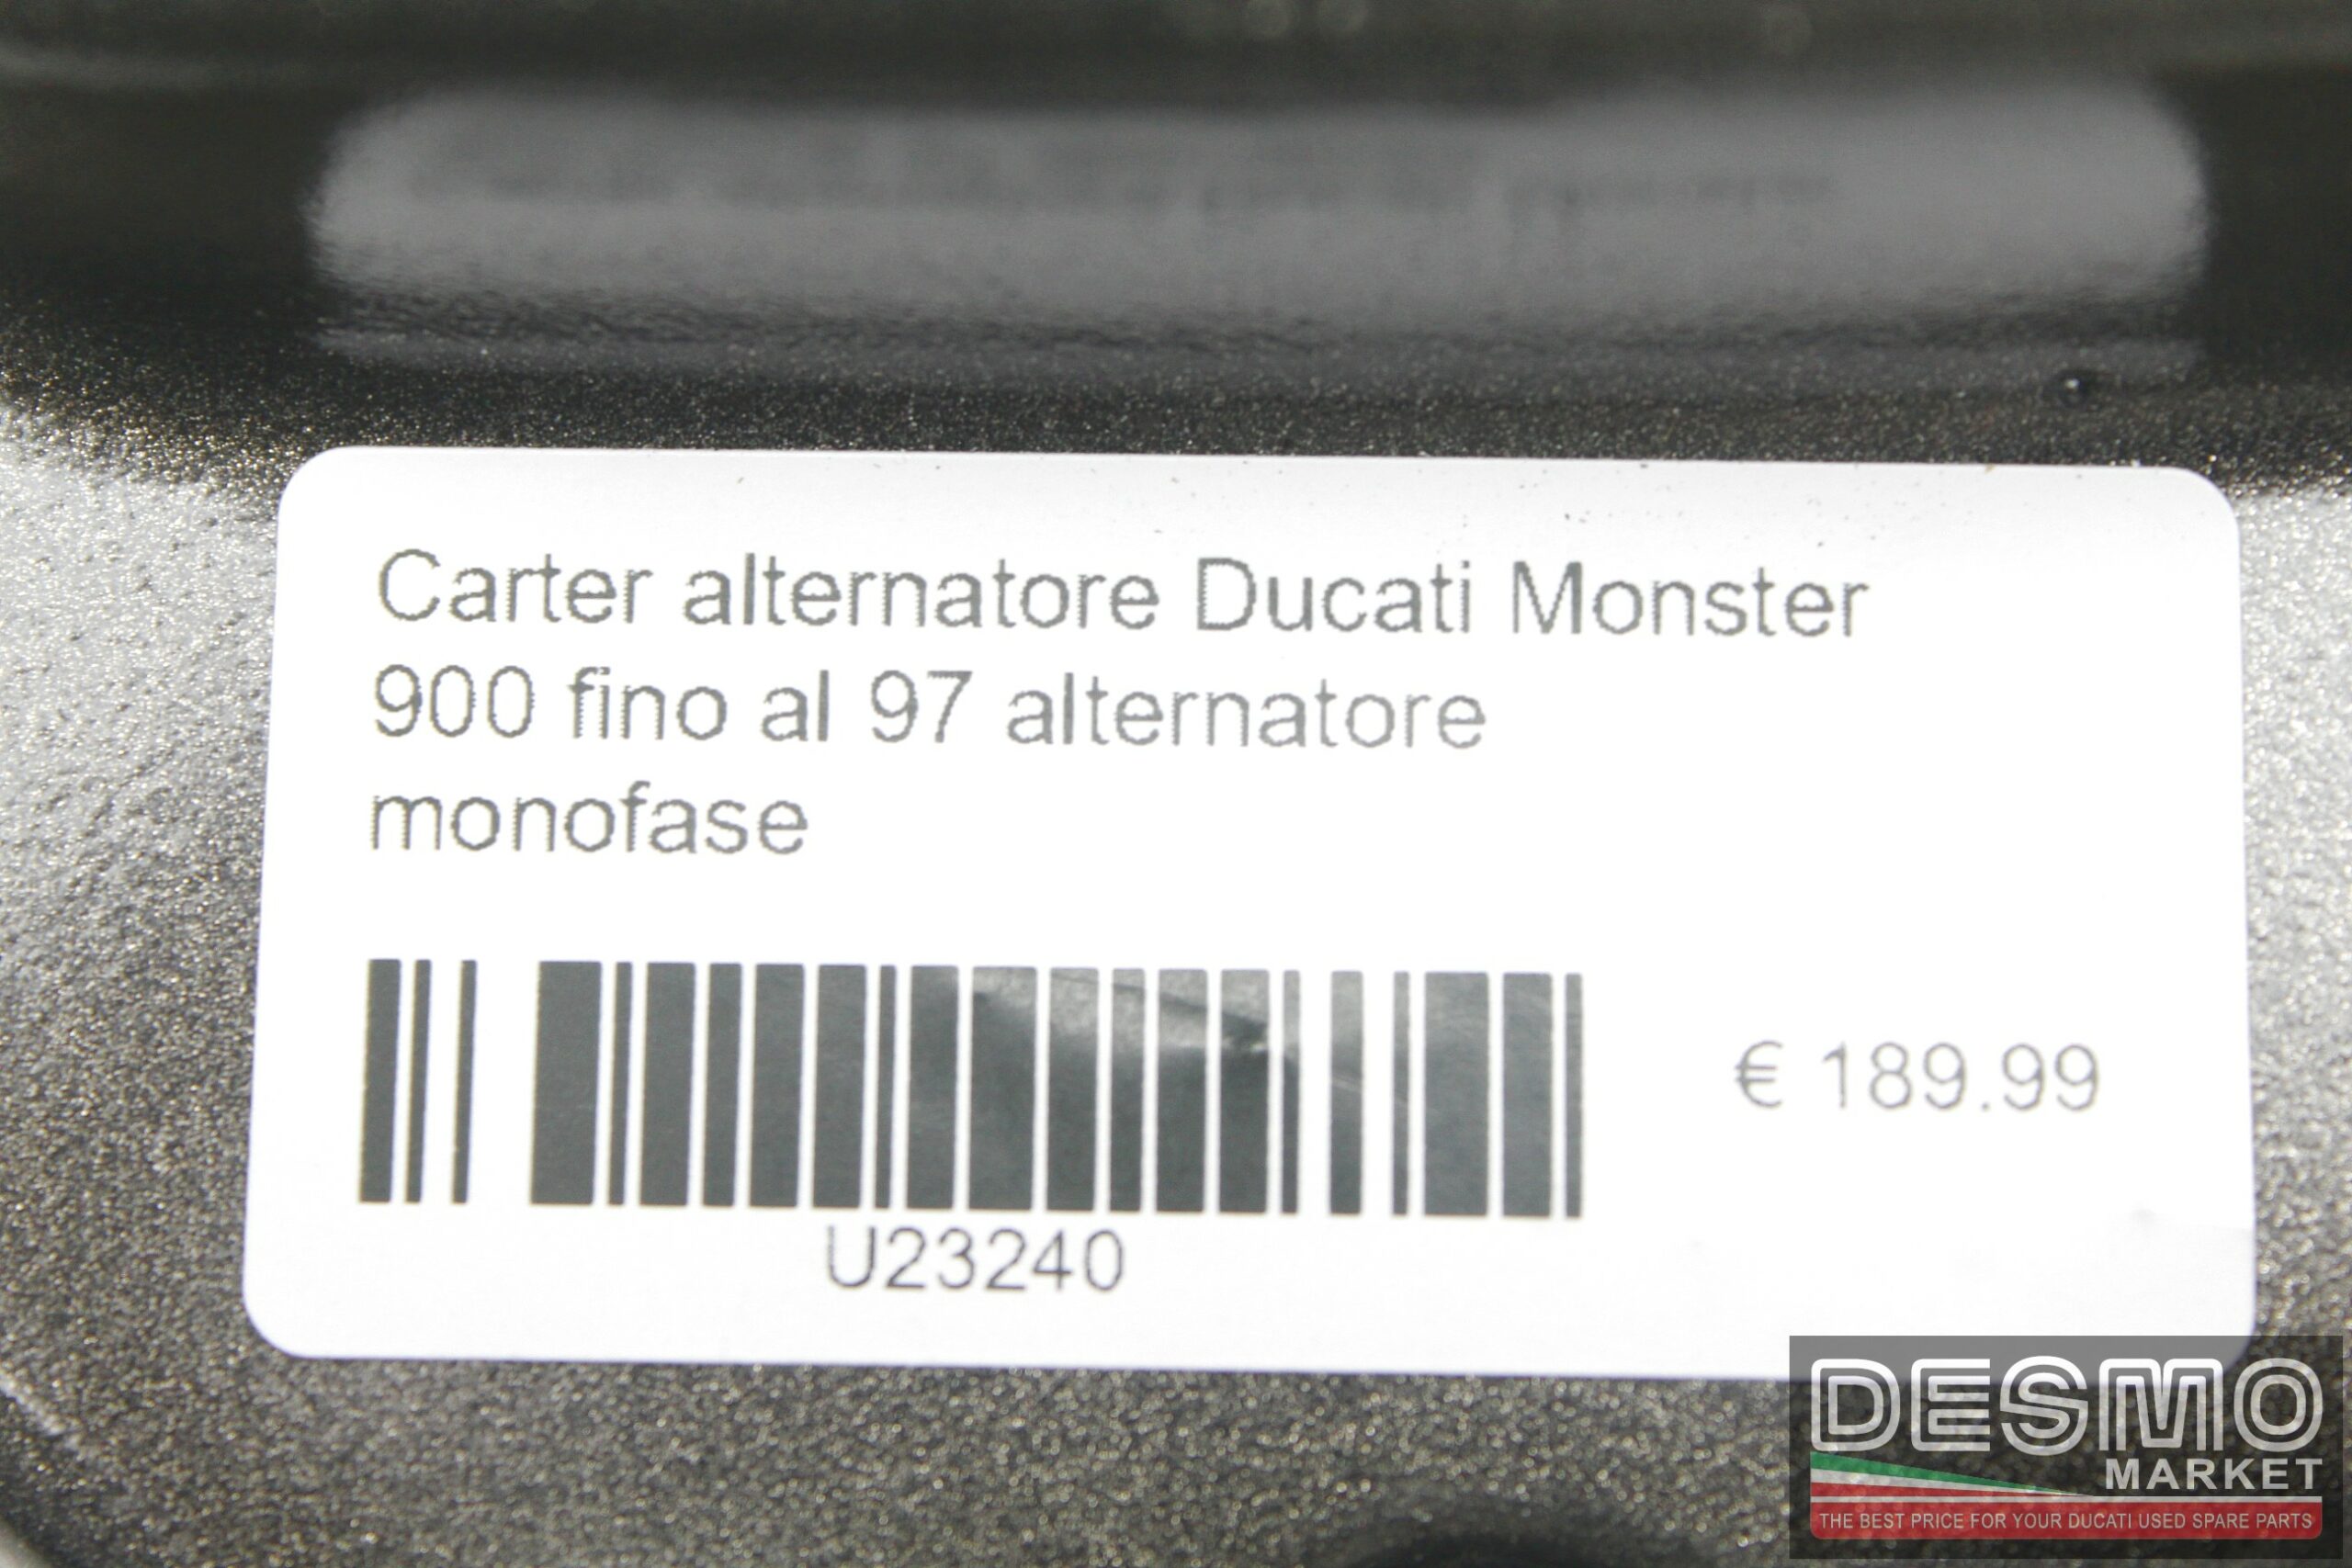 Carter alternatore Ducati Monster
900 fino al 97 alternatore
monofase
€ 189.99
U23240
DESMO
MARKET
THE BEST PRICE FOR YOUR DUCATI USED SPARE PARTS